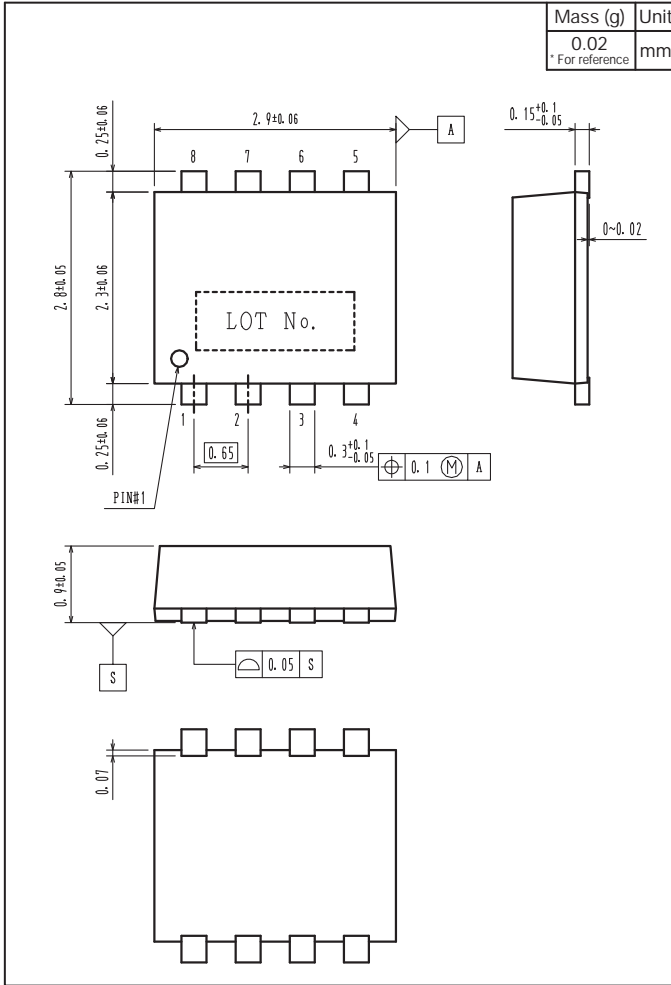 Mass (g) Unit
0.02 mm
* For reference
2.9±0.06
A
0.15+0.1 -0.05
0.25±0.06
8 7 6 5
0~0.02
2.8±0.05
2.3±0.06
LOT No.
0.25±0.06
1 2 3 4
0.65
0.3+0.1 -0.05
0.1 Ⓜ A
PIN#1
0.9±0.05
S
0.05 S
0.07